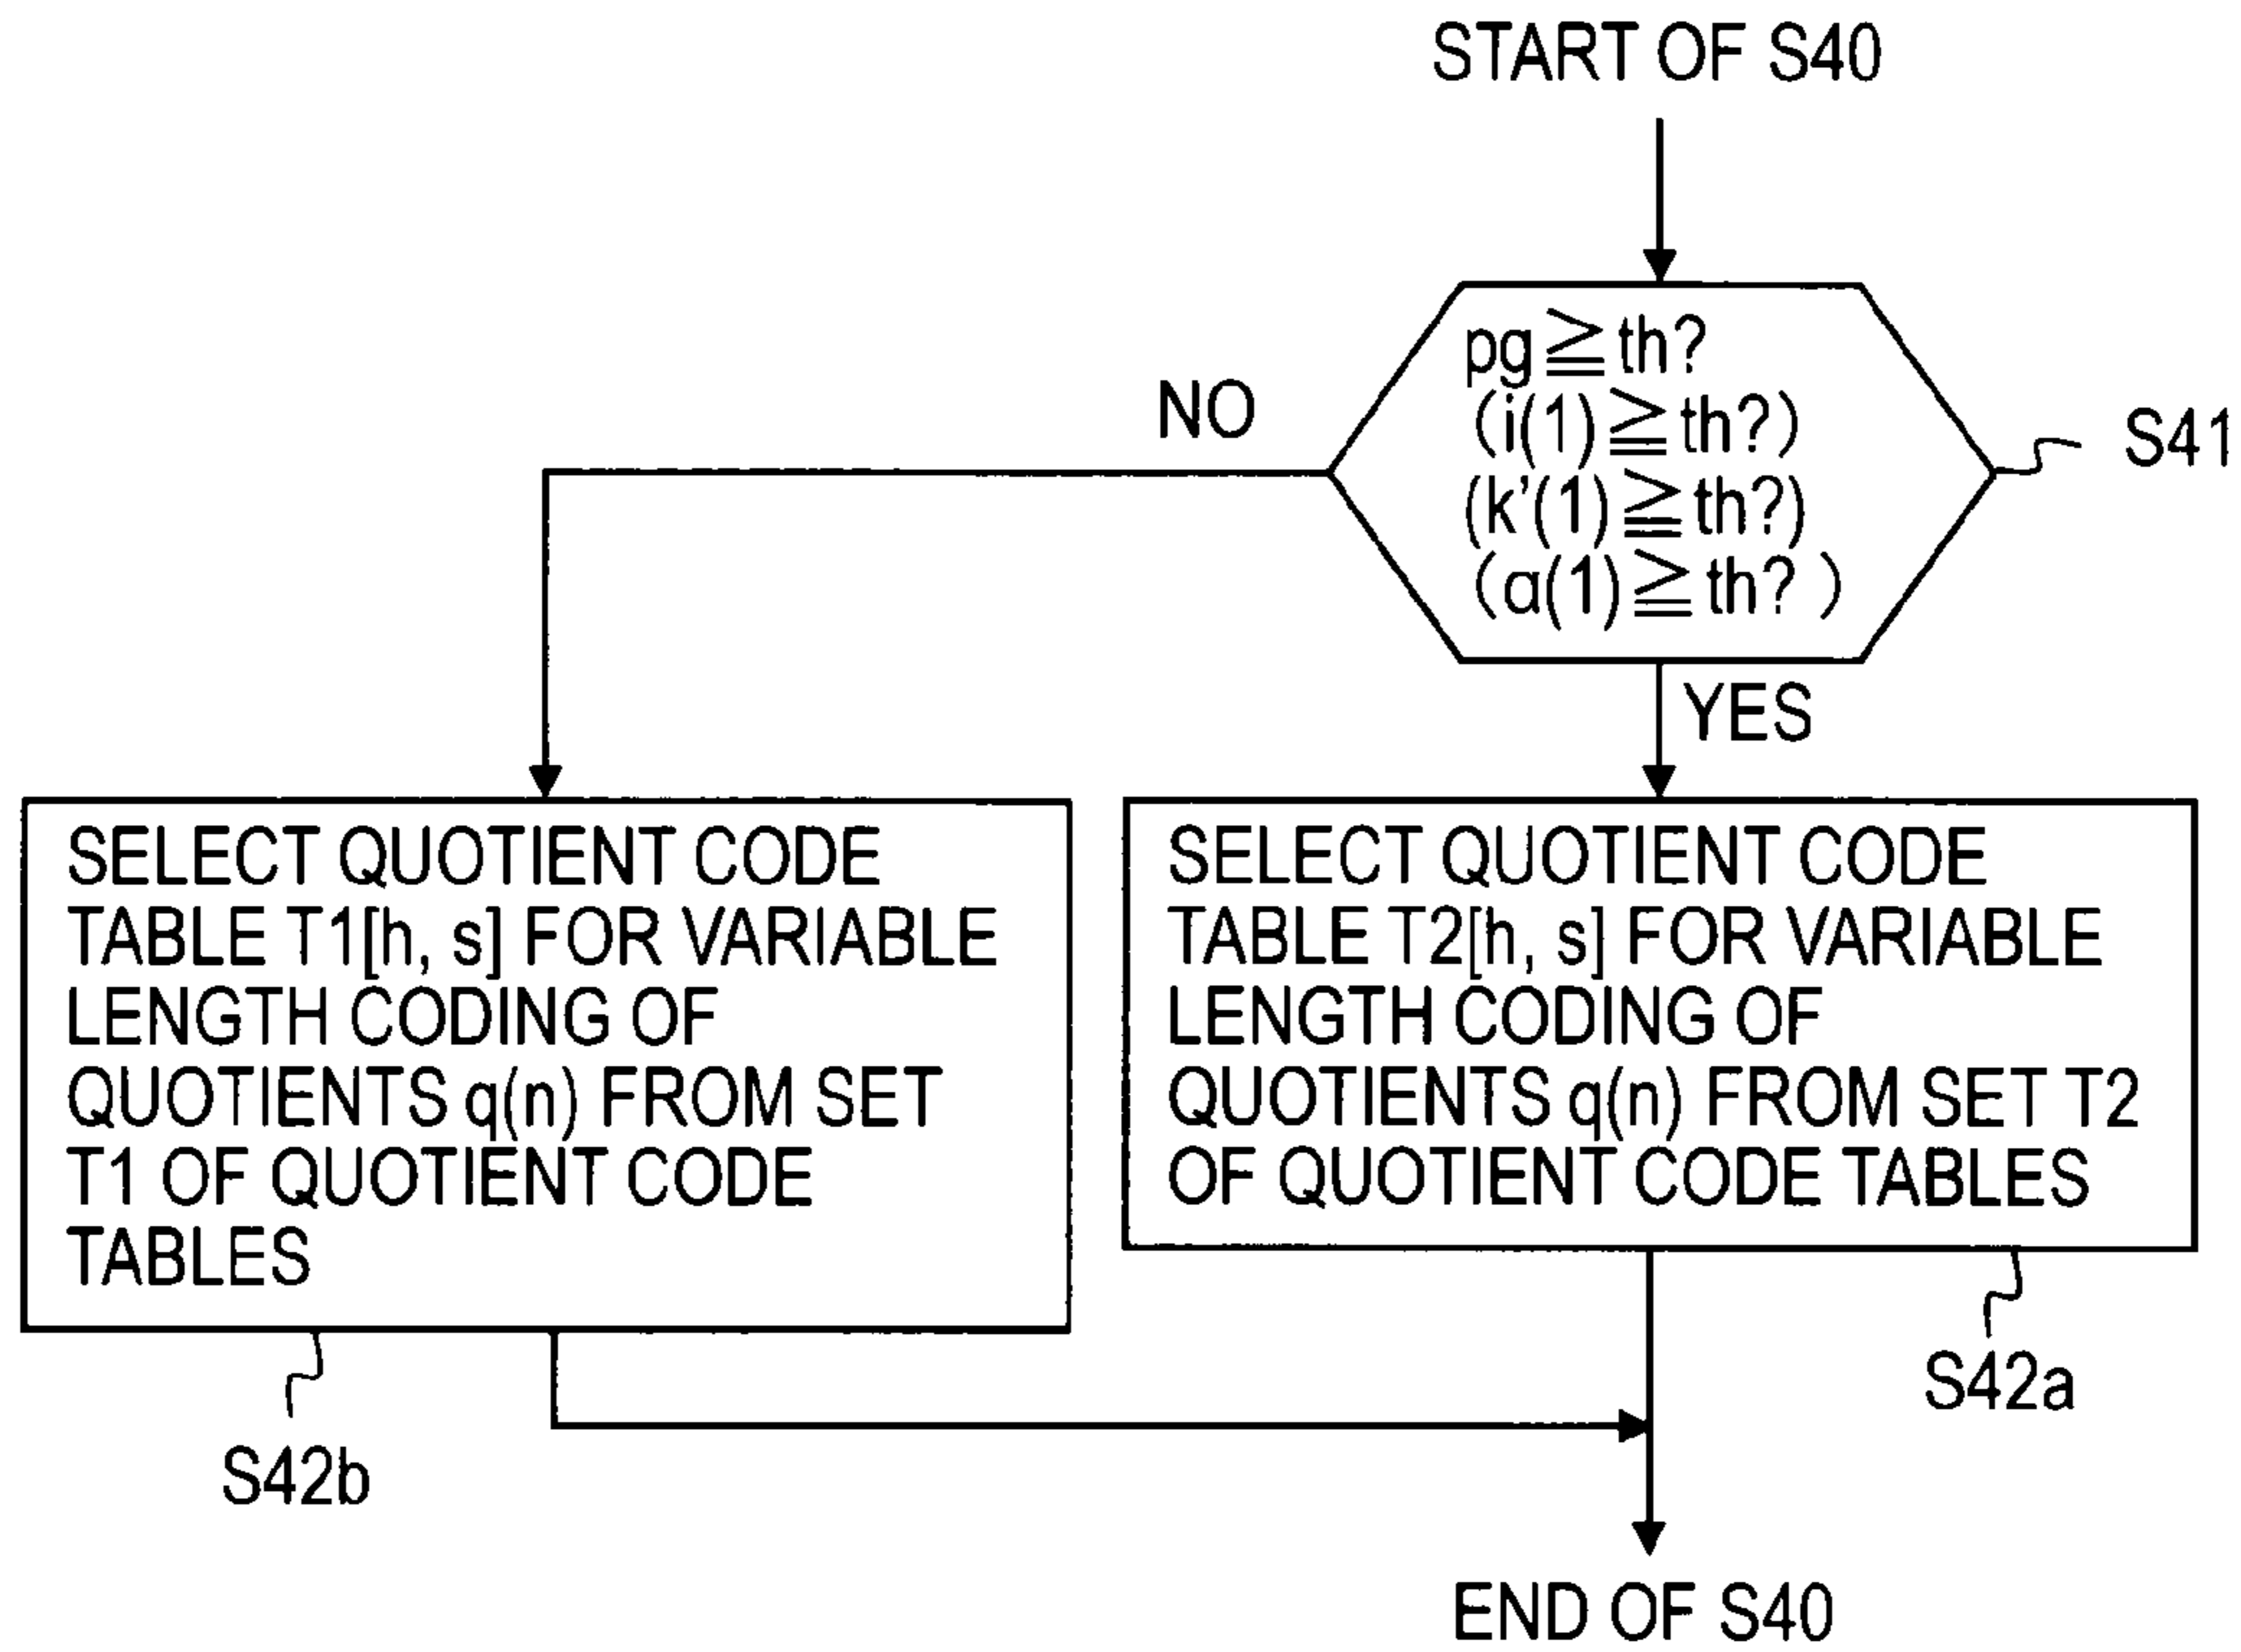 START OF S40
pg≧th?
(i(1)≧th?)
(k'(1)≧th?)
(α(1)≧th? )
NO
S41
YES
SELECT QUOTIENT CODE
TABLE T1[h, s] FOR VARIABLE
LENGTH CODING OF
QUOTIENTS q(n) FROM SET
T1 OF QUOTIENT CODE
TABLES
SELECT QUOTIENT CODE
TABLE T2[h, s] FOR VARIABLE
LENGTH CODING OF
QUOTIENTS q(n) FROM SET T2
OF QUOTIENT CODE TABLES
S42a
S42b
END OF S40